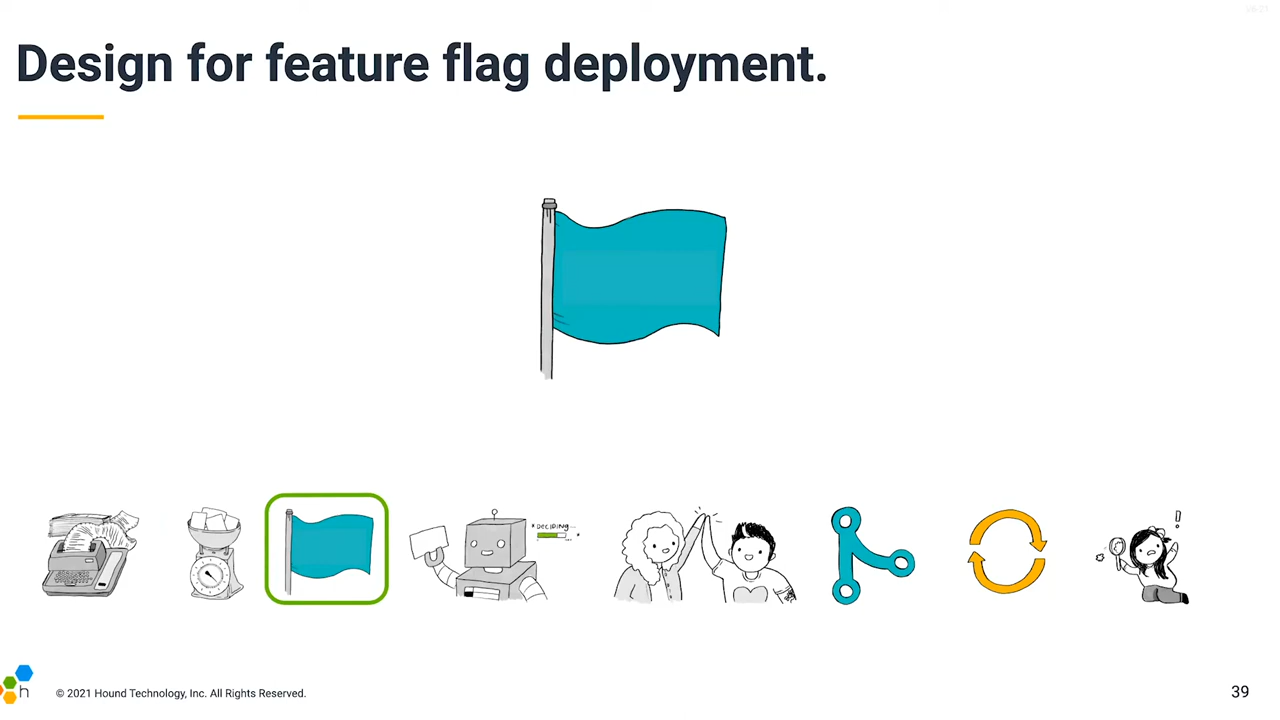 Design for feature flag deployment.
DECIDING...
h
© 2021 Hound Technology, Inc. All Rights Reserved.
39